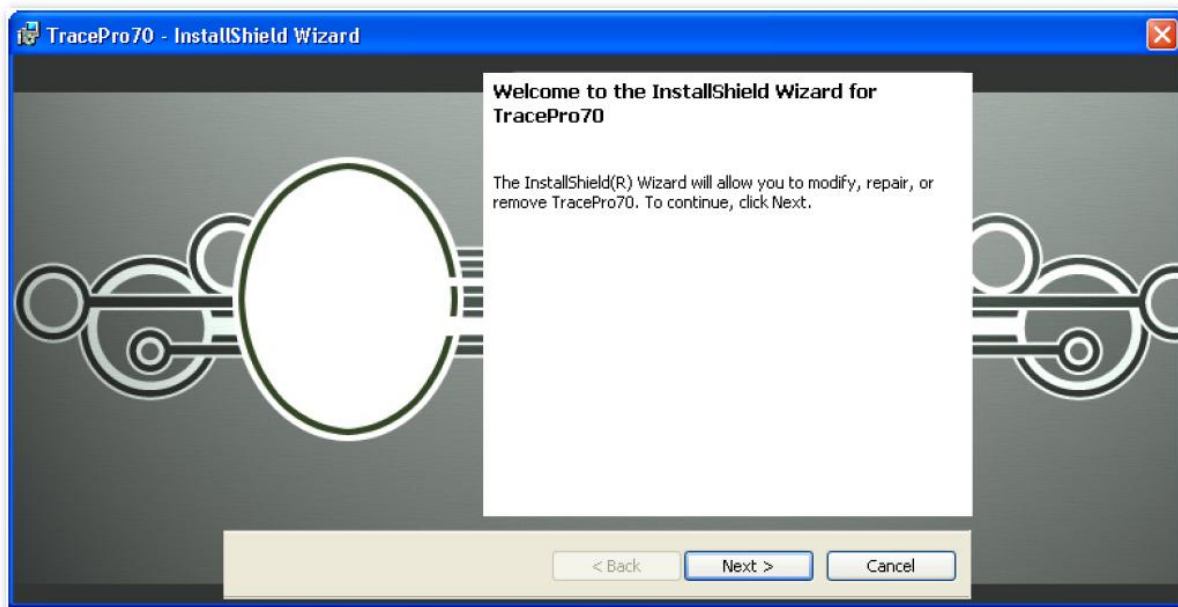 TracePro70 - InstallShield Wizard
Welcome to the InstallShield Wizard for
TracePro70
The InstallShield(R) Wizard will allow you to modify, repair, or
remove TracePro70. To continue, click Next.
< Back
Next >
Cancel